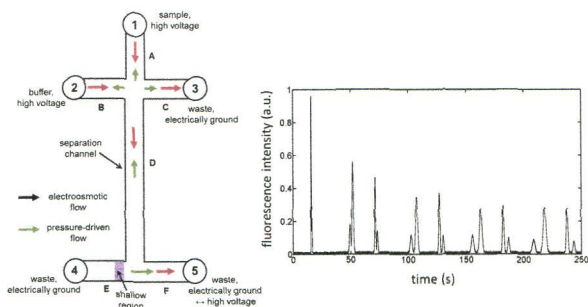 sample,
high voltage
1
A
2
3
buffer,
high voltage
B
C
waste,
electrically ground
separation
channel
D
electroosmotic
flow
pressure-driven
flow
waste,
electrically ground
4
E
shallow
region
F
5
waste,
electrically ground
↔ high voltage
fluorescence intensity (a.u.)
1
0.8
0.6
0.4
0.2
0
0
50
100
150
200
250
time (s)